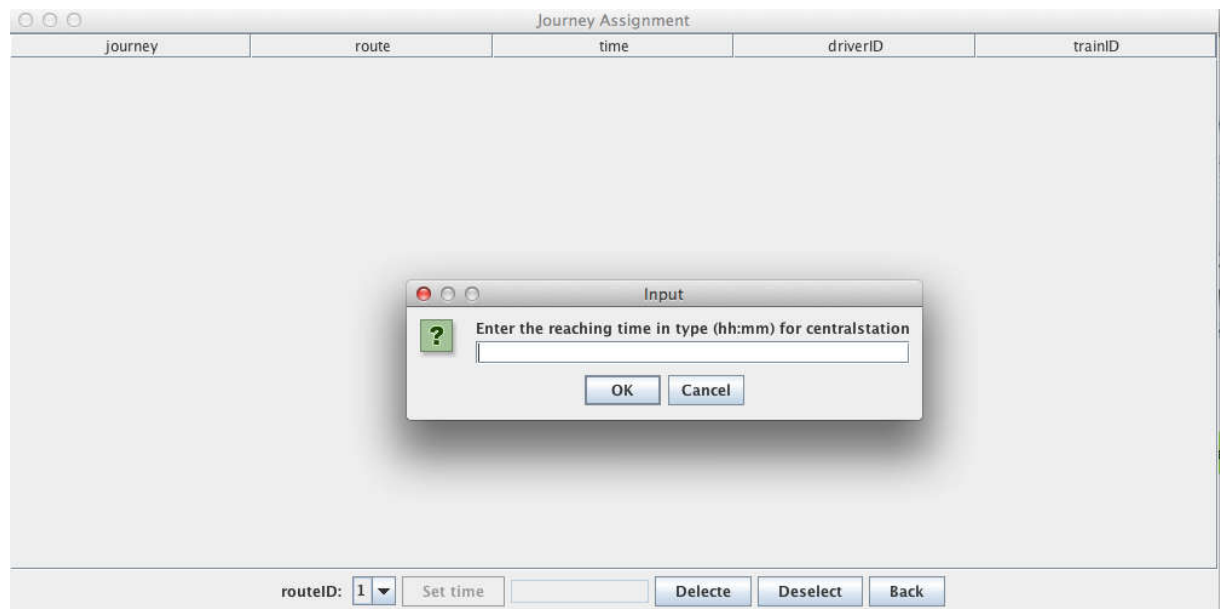 Journey Assignment
journey route time driverID trainID
Input
? Enter the reaching time in type (hh:mm) for centralstation
OK Cancel
routeID: 1 Set time Delecte Deselect Back